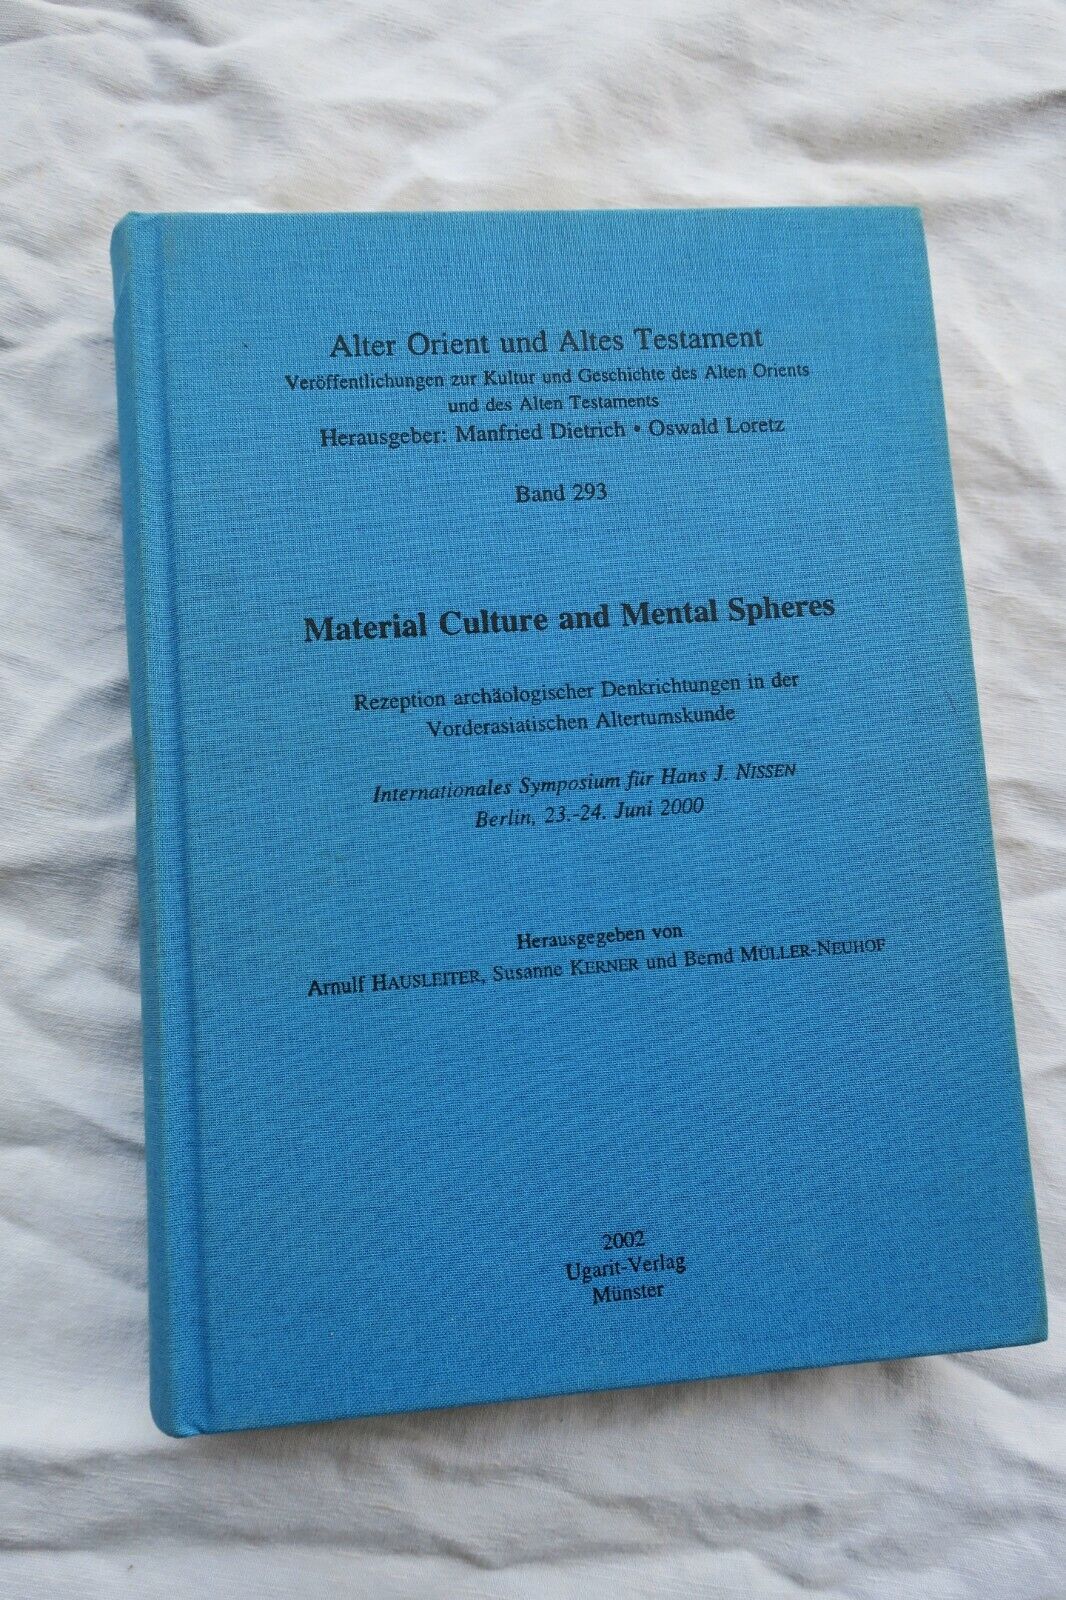 Alter Orient und Altes Testament
Veröffentlichungen zur Kultur und Geschichte des Alten Orients
und des Alten Testaments
Herausgeber: Manfried Dietrich • Oswald Loretz
Band 293
Material Culture and Mental Spheres
Rezeption archäologischer Denkrichtungen in der
Vorderasiatischen Altertumskunde
Internationales Symposium für Hans J. NISSEN
Berlin, 23.-24. Juni 2000
Herausgegeben von
Arnulf HAUSLEITER, Susanne KERNER und Bernd MÜLLER-NEUHOF
2002
Ugarit-Verlag
Münster